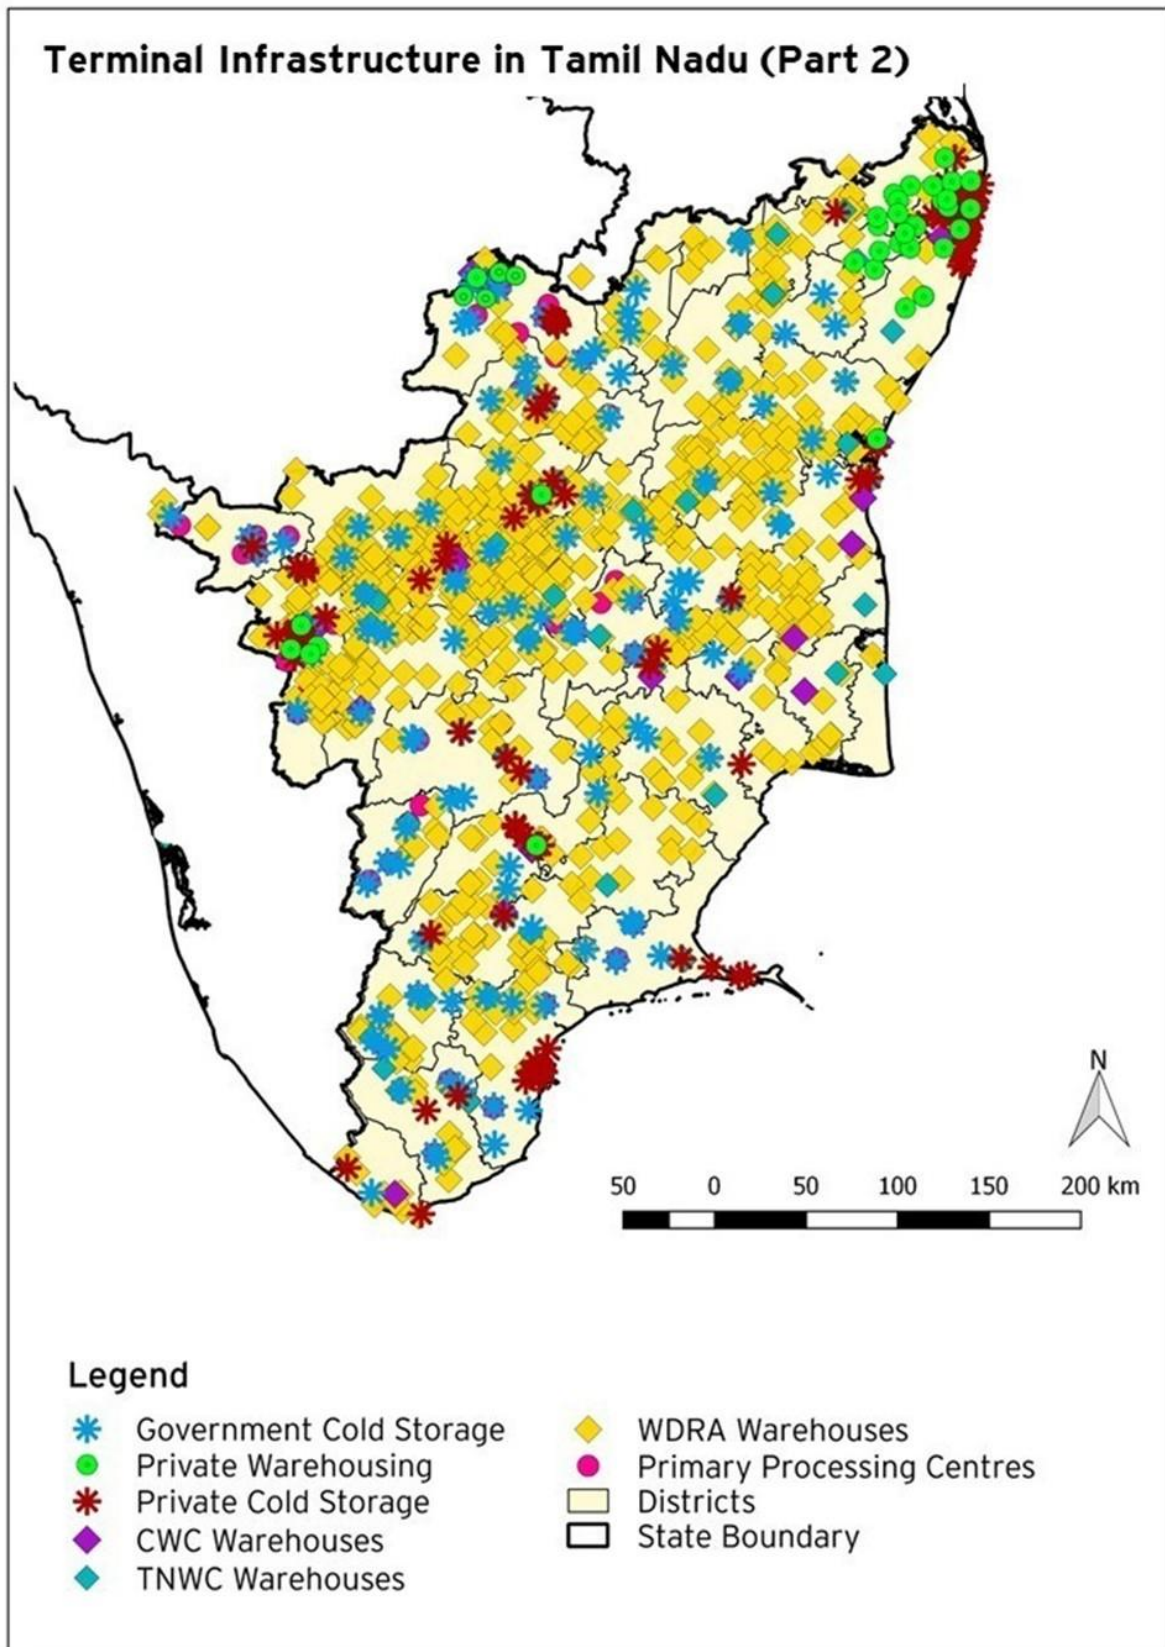 Terminal Infrastructure in Tamil Nadu (Part 2)
N
50 0 50 100 150 200 km
Legend
Government Cold Storage
Private Warehousing
Private Cold Storage
CWC Warehouses
TNWC Warehouses
WDRA Warehouses
Primary Processing Centres
Districts
State Boundary